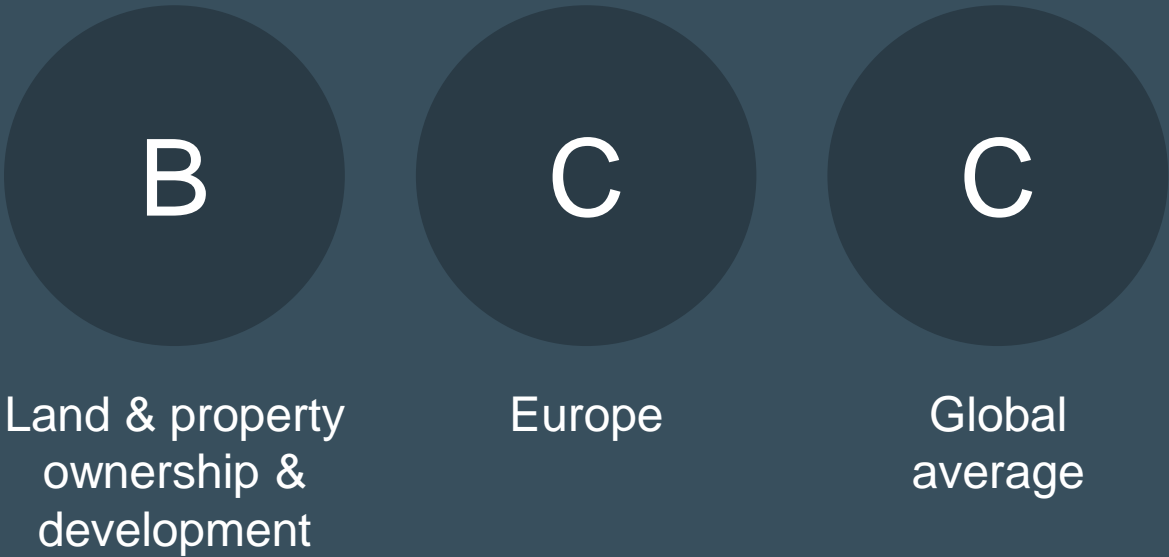 B
Land & property
ownership &
development
C
Europe
C
Global
average